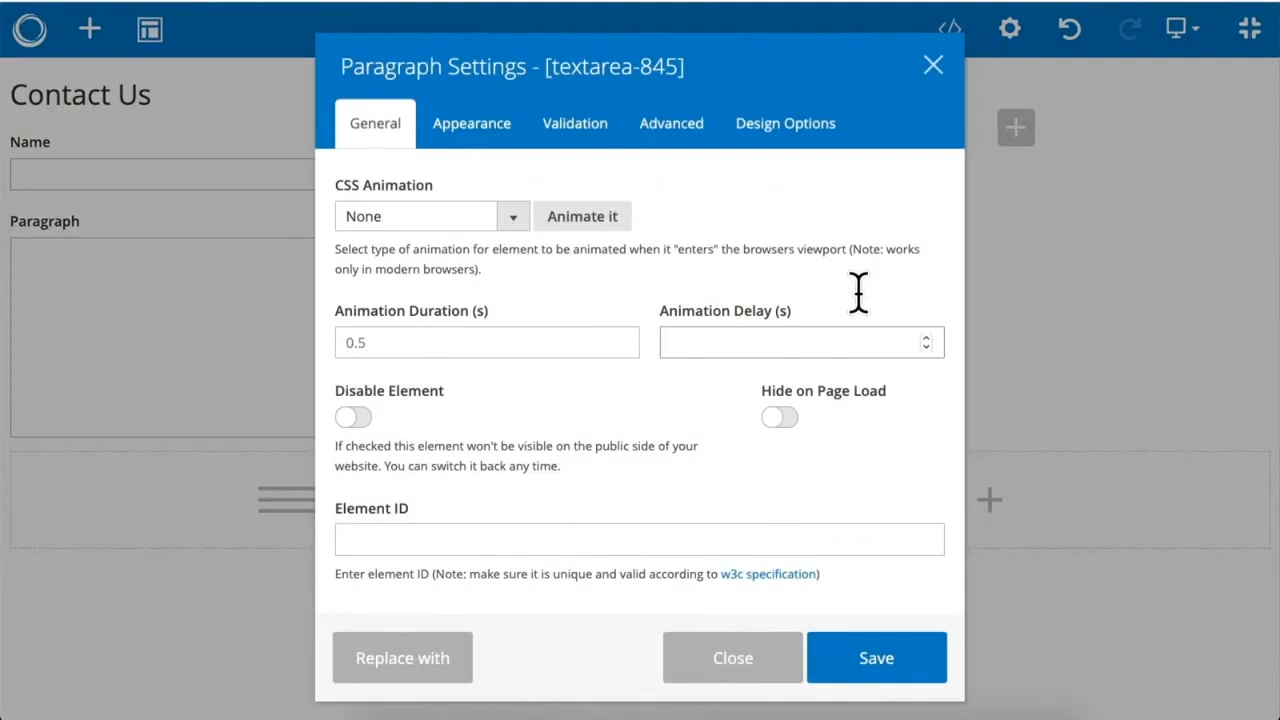 Contact Us
Name
Paragraph
Paragraph Settings - [textarea-845]
General
Appearance
Validation
Advanced
Design Options
CSS Animation
None
Animate it
Select type of animation for element to be animated when it "enters" the browsers viewport (Note: works
only in modern browsers).
Animation Duration (s)
Animation Delay (s)
0.5
Disable Element
Hide on Page Load
If checked this element won't be visible on the public side of your
website. You can switch it back any time.
Element ID
Enter element ID (Note: make sure it is unique and valid according to w3c specification)
Replace with
Close
Save